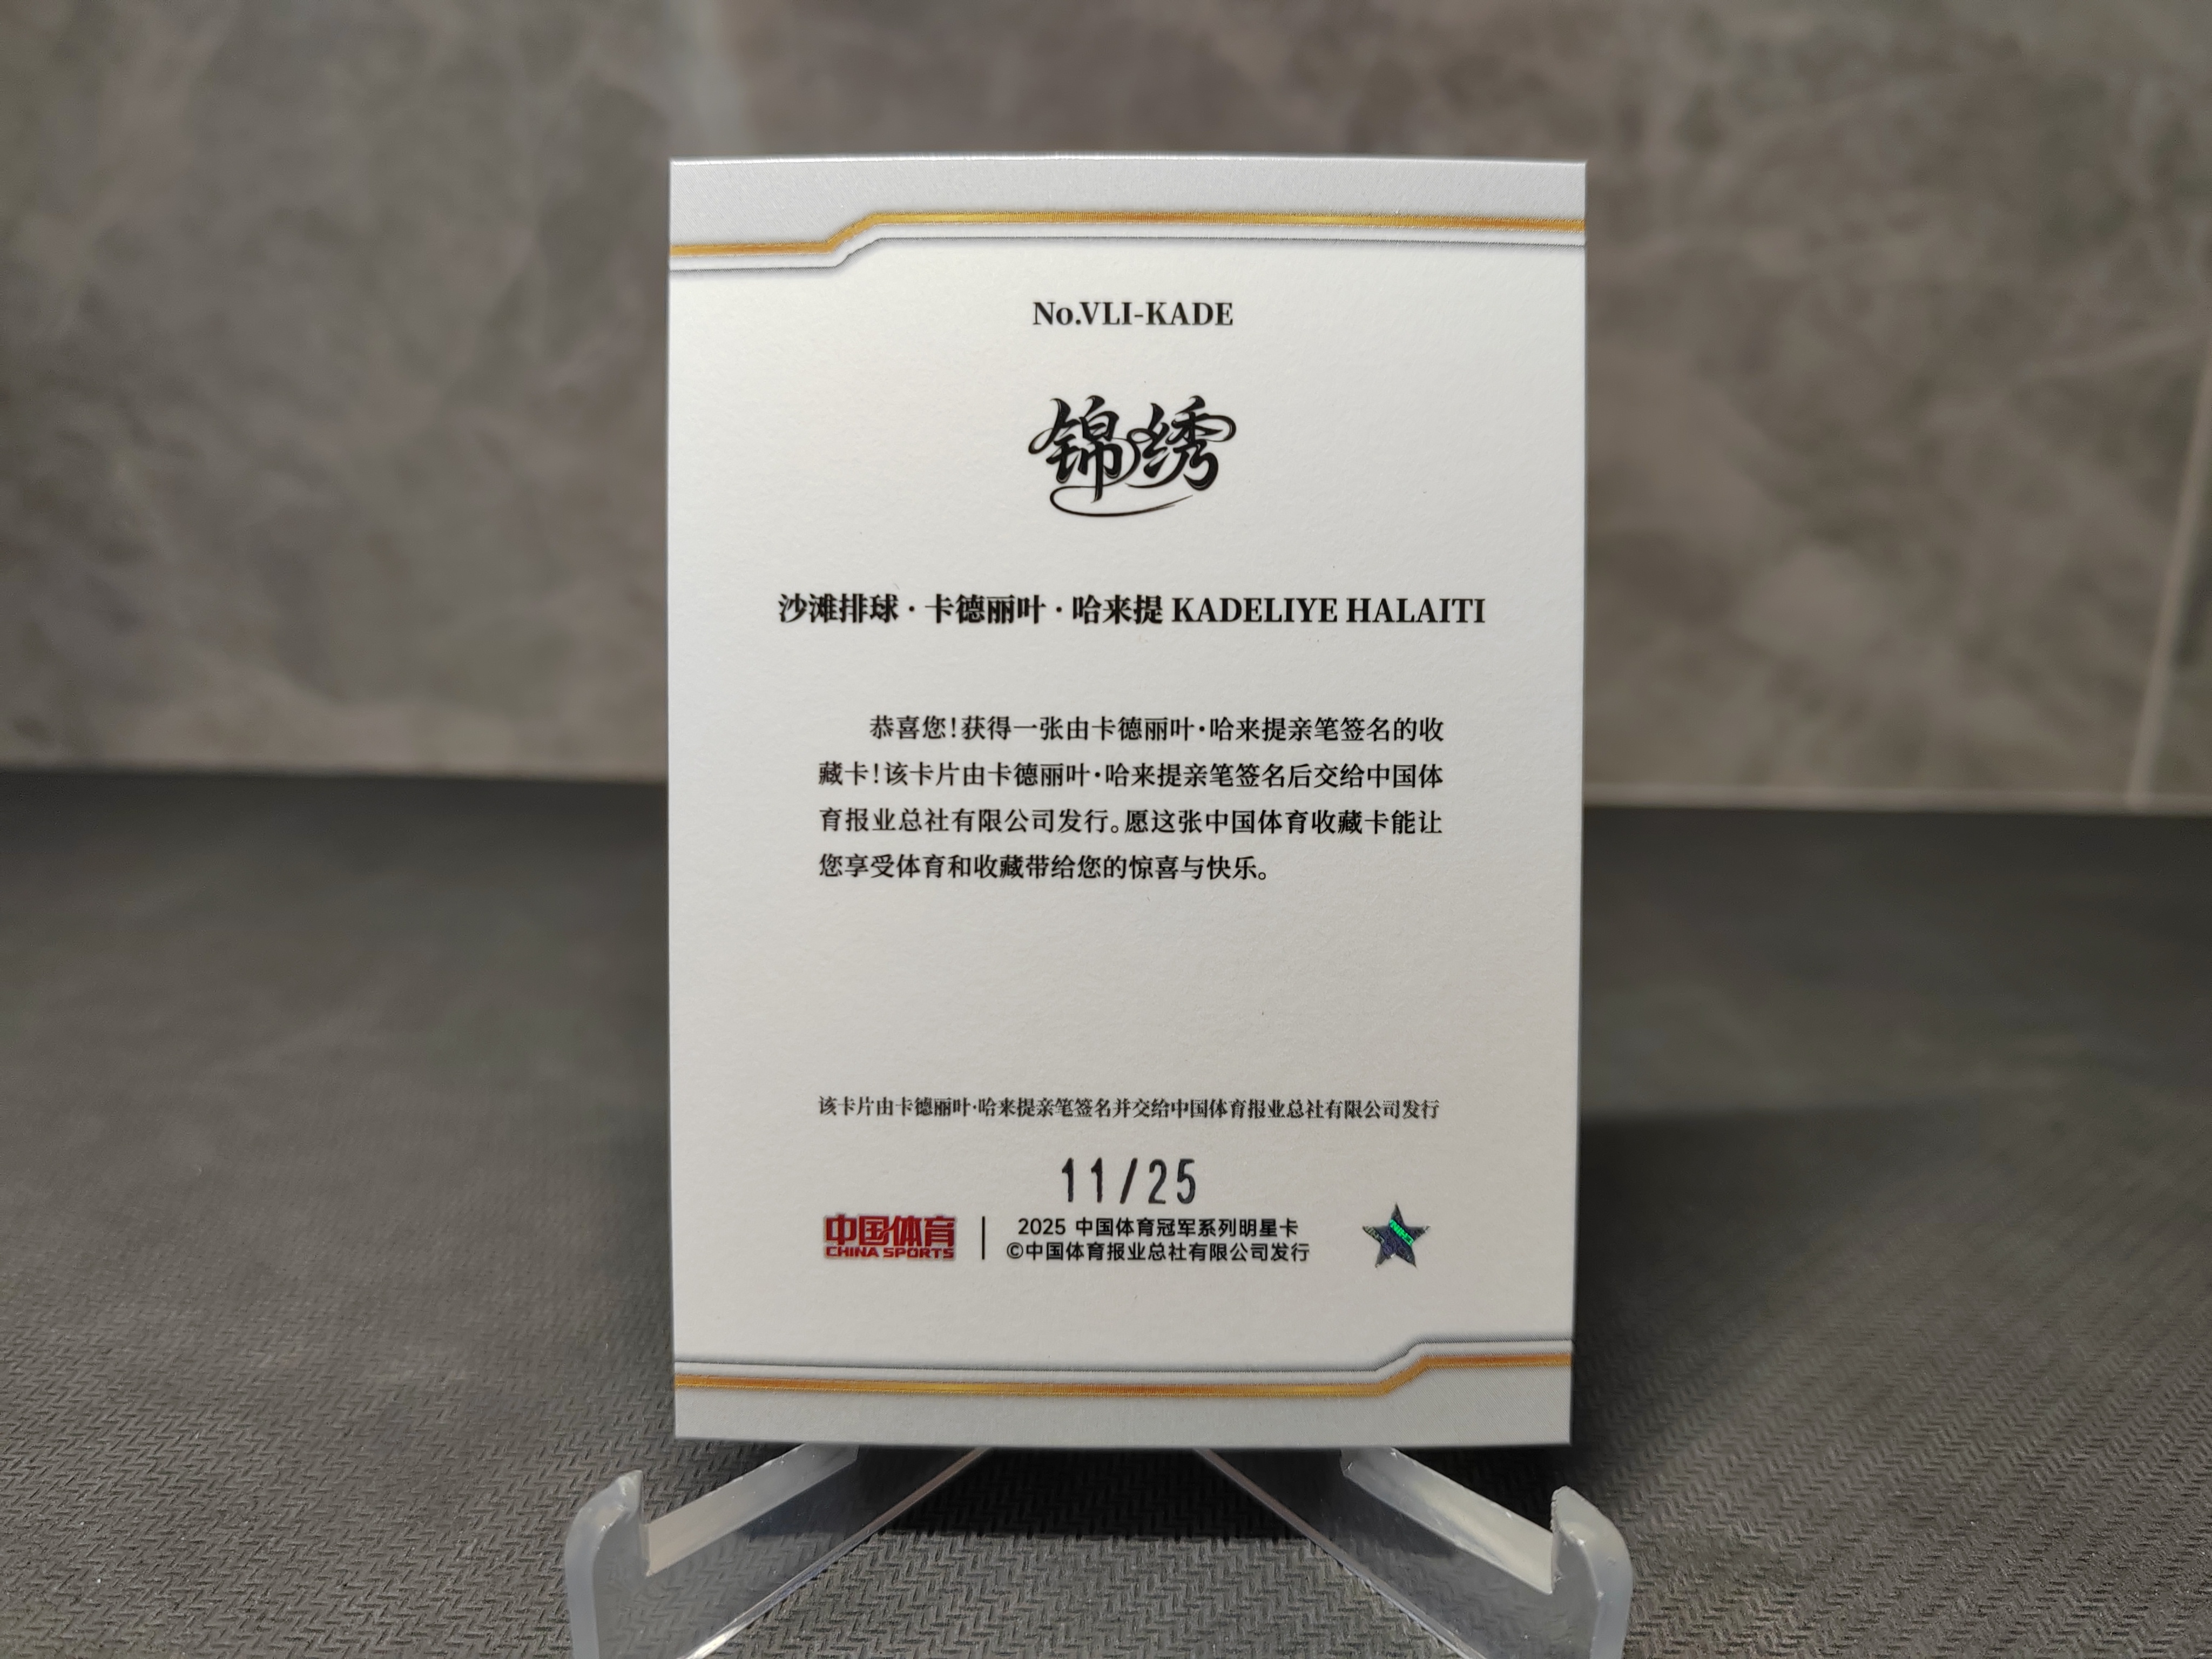 No.VLI-KADE
锦绣
沙滩排球·卡德丽叶·哈来提 KADELIYE HALAITI
恭喜您！获得一张由卡德丽叶·哈来提亲笔签名的收
藏卡！该卡片由卡德丽叶·哈来提亲笔签名后交给中国体
育报业总社有限公司发行。愿这张中国体育收藏卡能让
您享受体育和收藏带给您的惊喜与快乐。
该卡片由卡德丽叶·哈来提亲笔签名并交给中国体育报业总社有限公司发行
11/25
中国体育
CHINA SPORTS
2025 中国体育冠军系列明星卡
©中国体育报业总社有限公司发行